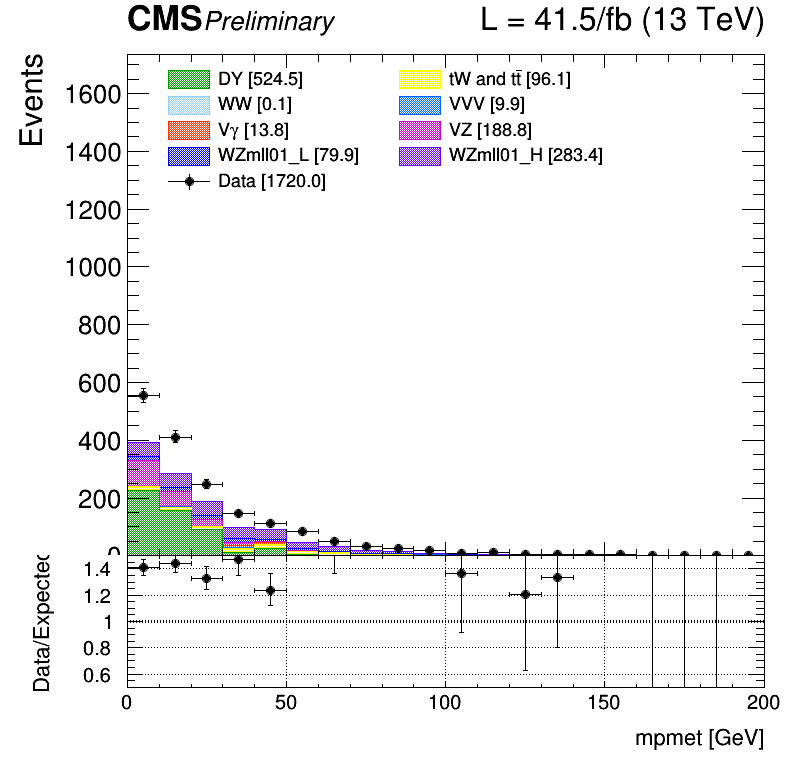 CMS Preliminary L = 41.5/fb (13 TeV)
Events
1600
1400
1200
1000
800
600
400
200
0
DY [524.5] tW and tt̄ [96.1]
WW [0.1] VVV [9.9]
Vγ [13.8] VZ [188.8]
WZmll01_L [79.9] WZmll01_H [283.4]
Data [1720.0]
Data/Expected
1.4
1.2
1
0.8
0.6
0 50 100 150 200
mpmet [GeV]